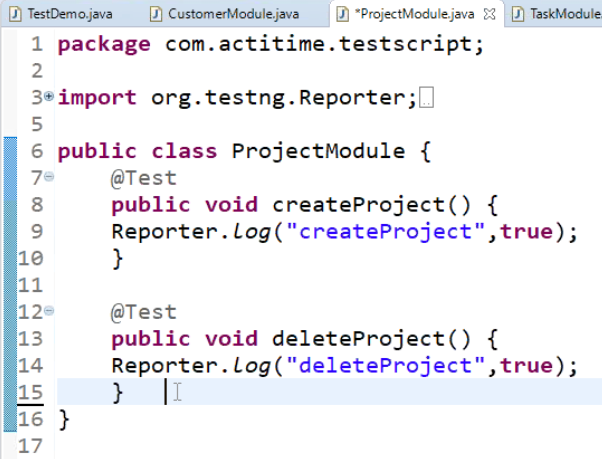 TestDemo.java CustomerModule.java *ProjectModule.java TaskModule.
1 package com.actitime.testscript;
2
3 import org.testng.Reporter;
5
6 public class ProjectModule {
7 @Test
8 public void createProject() {
9 Reporter.log("createProject",true);
10 }
11
12 @Test
13 public void deleteProject() {
14 Reporter.log("deleteProject",true);
15 }
16 }
17